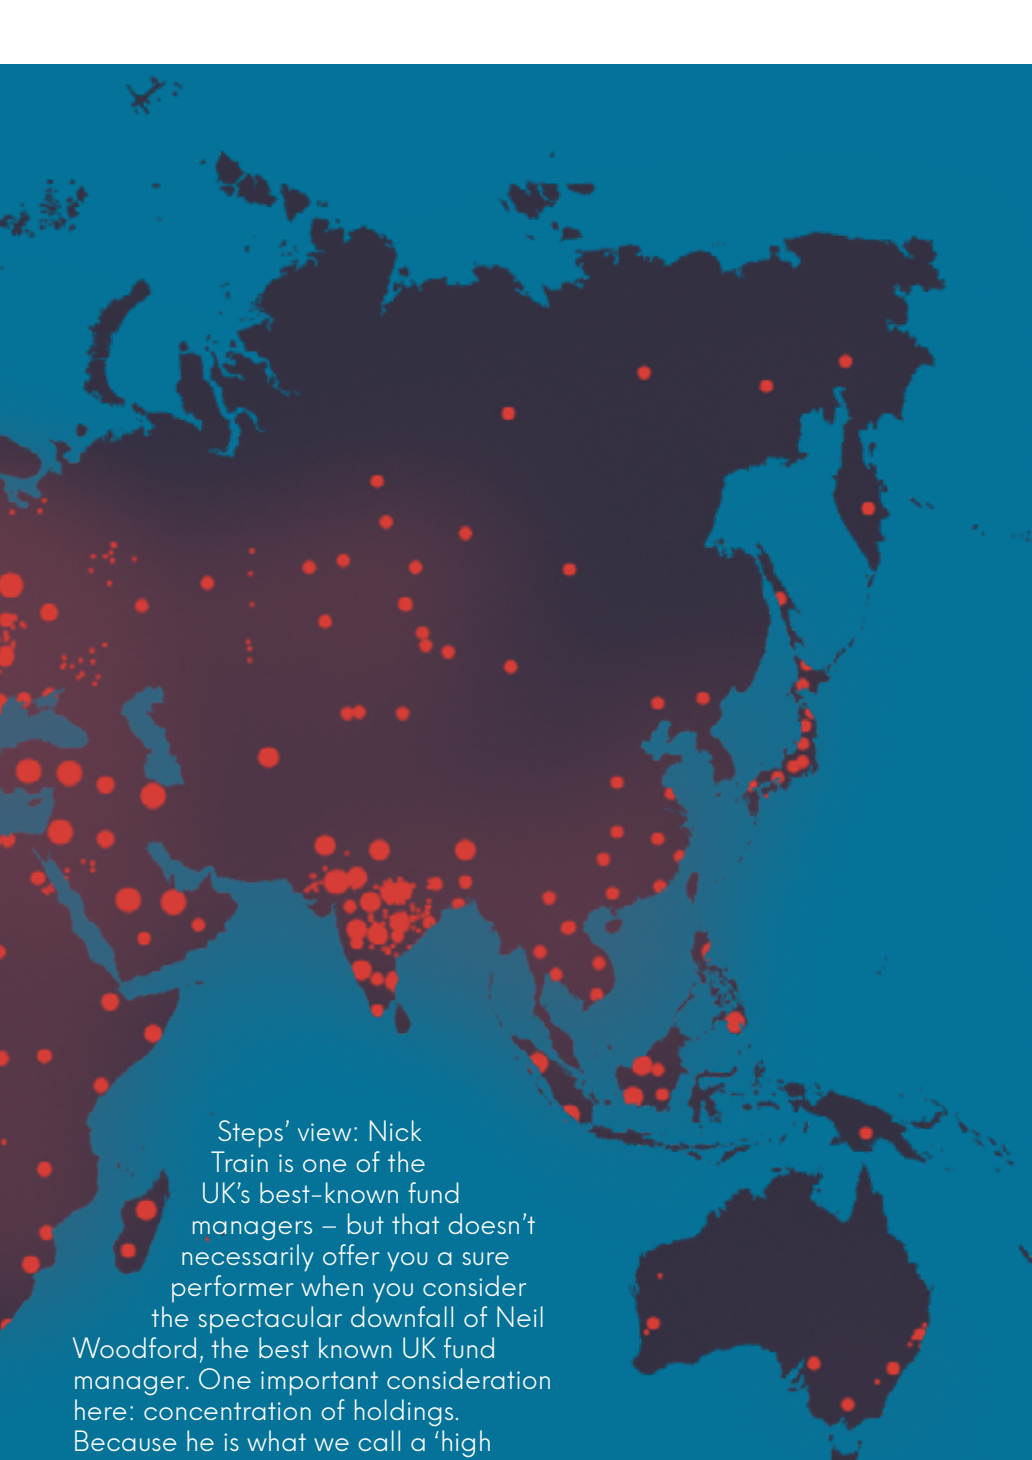 Steps’ view: Nick
Train is one of the
UK’s best-known fund
managers – but that doesn’t
necessarily offer you a sure
performer when you consider
the spectacular downfall of Neil
Woodford, the best known UK fund
manager. One important consideration
here: concentration of holdings.
Because he is what we call a ‘high